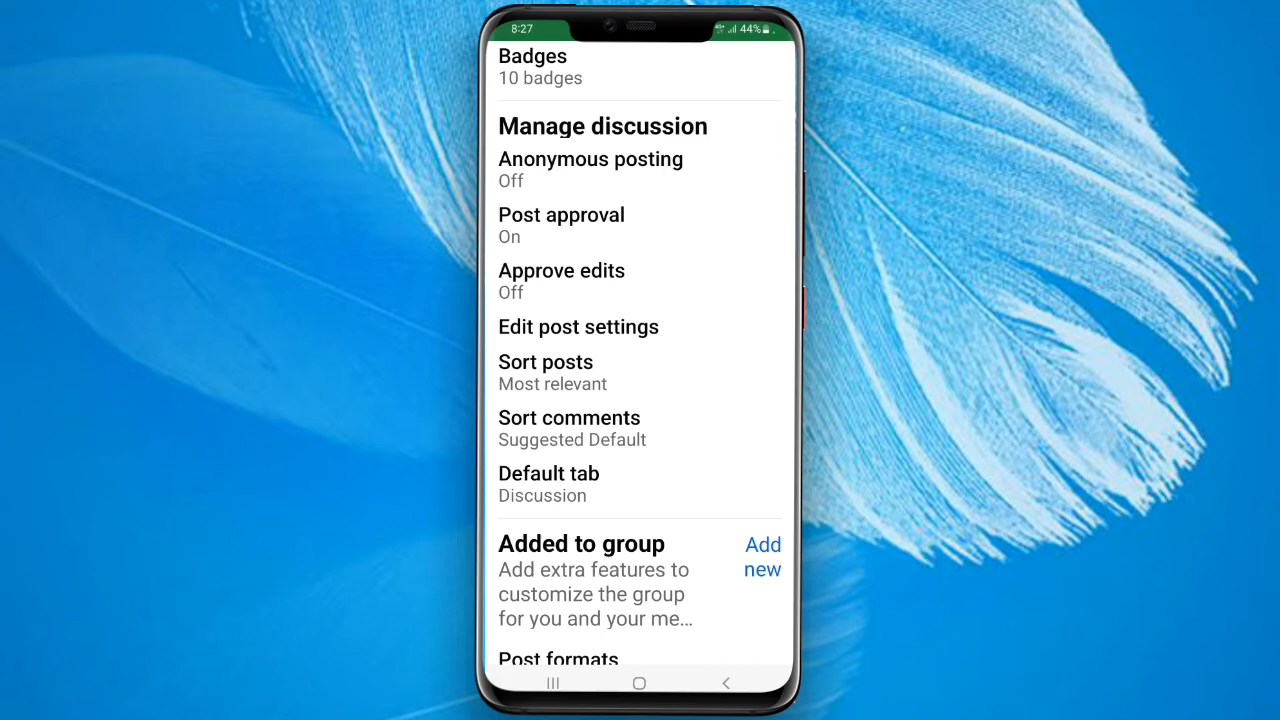 8:27
44%
Badges
10 badges
Manage discussion
Anonymous posting
Off
Post approval
On
Approve edits
Off
Edit post settings
Sort posts
Most relevant
Sort comments
Suggested Default
Default tab
Discussion
Added to group
Add new
Add extra features to
customize the group
for you and your me...
Post formats